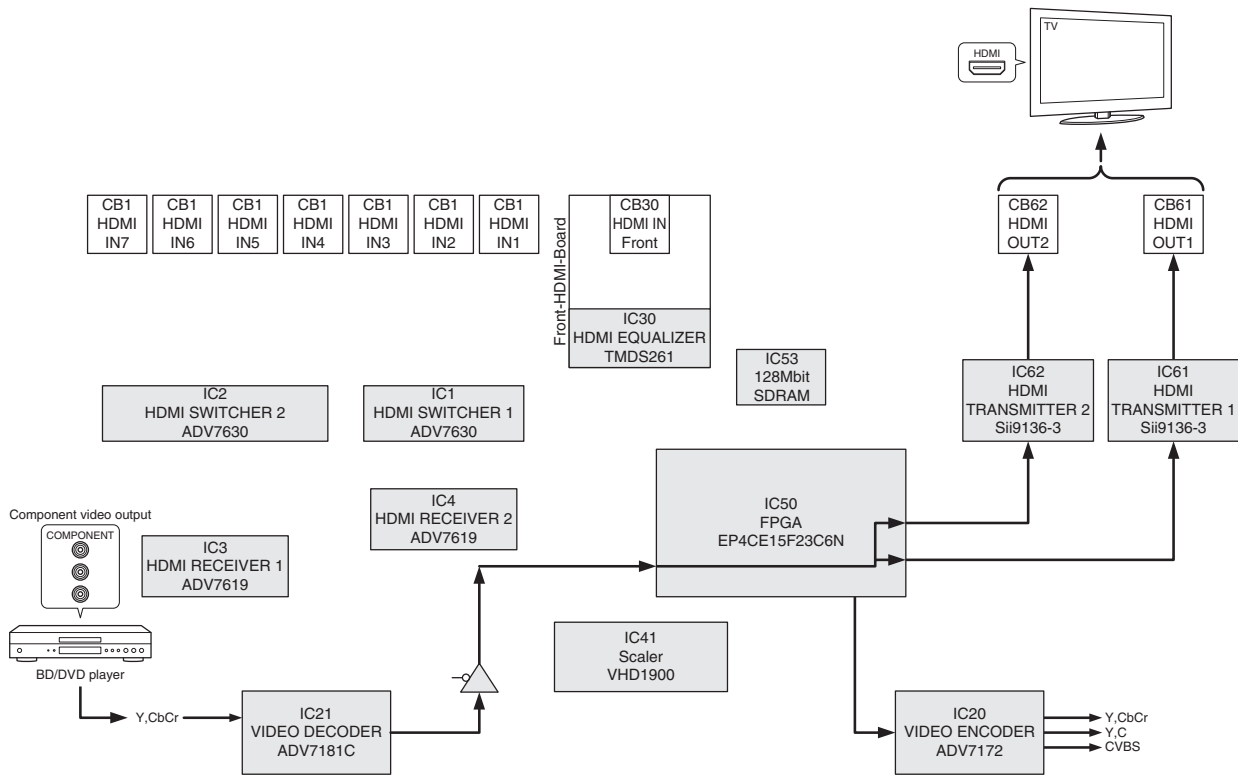 TV
HDMI
CB1
HDMI
IN7
CB1
HDMI
IN6
CB1
HDMI
IN5
CB1
HDMI
IN4
CB1
HDMI
IN3
CB1
HDMI
IN2
CB1
HDMI
IN1
Front-HDMI-Board
CB30
HDMI IN
Front
CB62
HDMI
OUT2
CB61
HDMI
OUT1
IC30
HDMI EQUALIZER
TMDS261
IC53
128Mbit
SDRAM
IC62
HDMI
TRANSMITTER 2
Sii9136-3
IC61
HDMI
TRANSMITTER 1
Sii9136-3
IC2
HDMI SWITCHER 2
ADV7630
IC1
HDMI SWITCHER 1
ADV7630
IC50
FPGA
EP4CE15F23C6N
IC4
HDMI RECEIVER 2
ADV7619
Component video output
COMPONENT
IC3
HDMI RECEIVER 1
ADV7619
IC41
Scaler
VHD1900
BD/DVD player
Y,CbCr
IC21
VIDEO DECODER
ADV7181C
IC20
VIDEO ENCODER
ADV7172
Y,CbCr
Y,C
CVBS